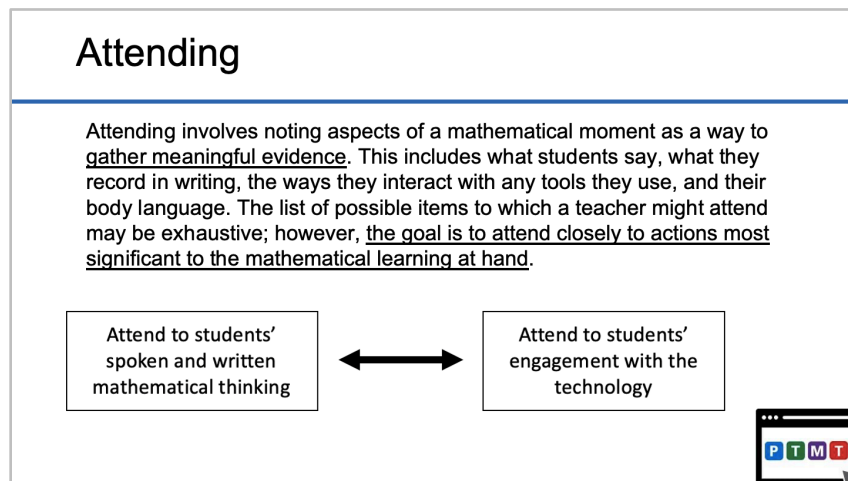 Attending
Attending involves noting aspects of a mathematical moment as a way to
gather meaningful evidence. This includes what students say, what they
record in writing, the ways they interact with any tools they use, and their
body language. The list of possible items to which a teacher might attend
may be exhaustive; however, the goal is to attend closely to actions most
significant to the mathematical learning at hand.
Attend to students’
spoken and written
mathematical thinking
Attend to students’
engagement with the
technology
PTMT